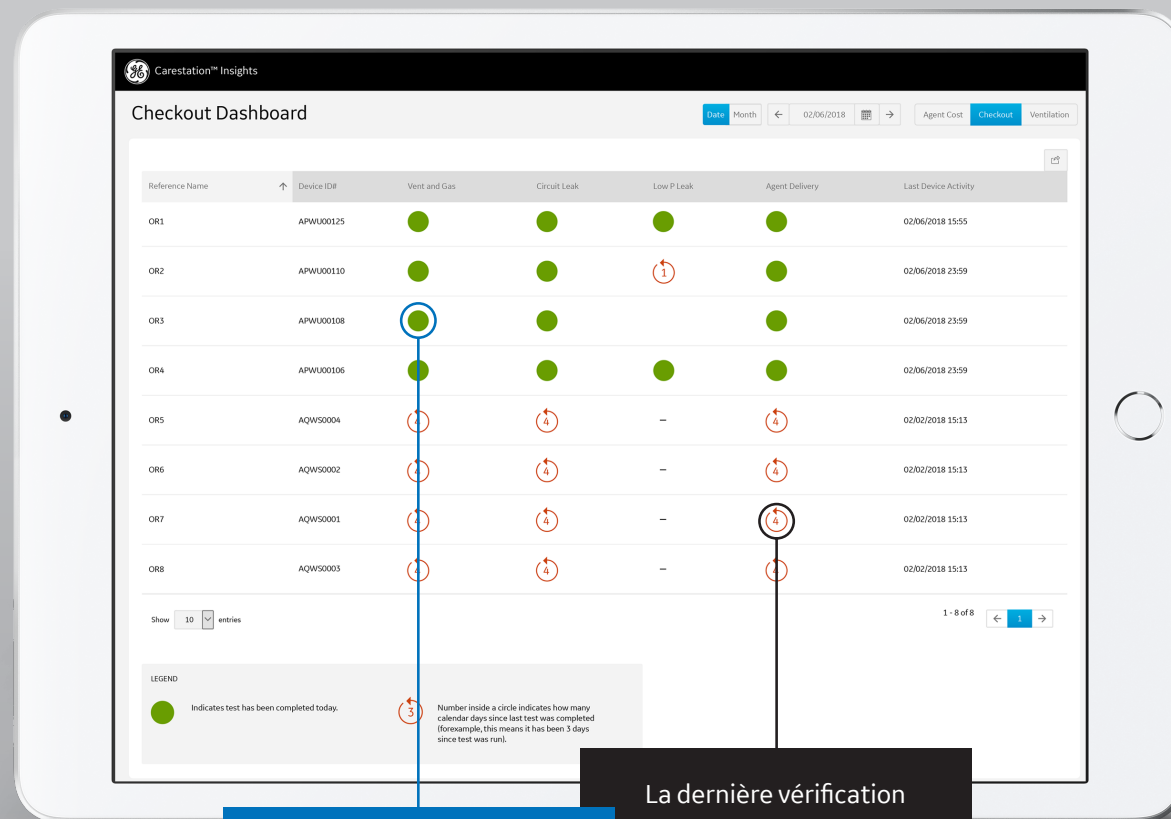 Carestation™ Insights
Checkout Dashboard
Date Month 02/06/2018 Agent Cost Checkout Ventilation
Reference Name Device ID# Vent and Gas Circuit Leak Low P Leak Agent Delivery Last Device Activity
OR1 APWU00125 02/06/2018 15:55
OR2 APWU00110 1 02/06/2018 23:59
OR3 APWU00108 02/06/2018 23:59
OR4 APWU00106 02/06/2018 23:59
OR5 AQWS0004 4 4 – 4 02/02/2018 15:13
OR6 AQWS0002 4 4 – 4 02/02/2018 15:13
OR7 AQWS0001 4 4 – 4 02/02/2018 15:13
OR8 AQWS0003 4 4 – 4 02/02/2018 15:13
Show 10 entries 1 - 8 of 8 1
LEGEND
Indicates test has been completed today.
3 Number inside a circle indicates how many
calendar days since last test was completed
(forexample, this means it has been 3 days
since test was run).
La dernière vérification